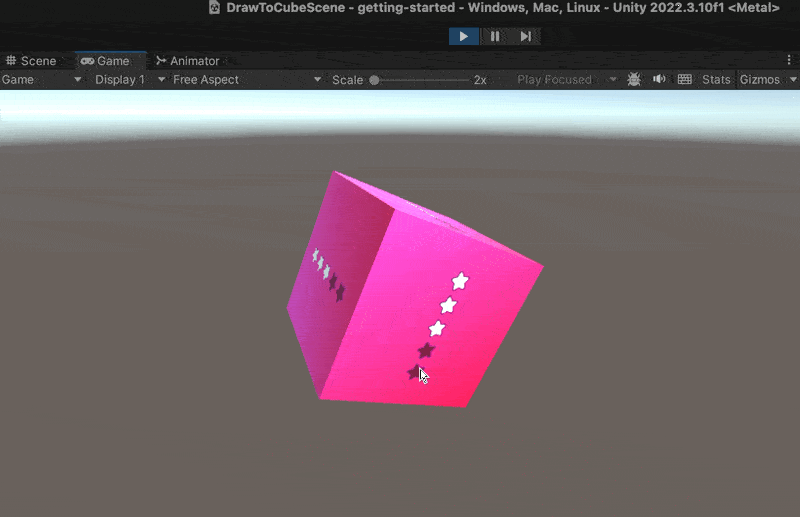 DrawToCubeScene - getting-started - Windows, Mac, Linux - Unity 2022.3.10f1 <Metal>
Scene Game Animator
Game Display 1 Free Aspect Scale 2x Play Focused Stats Gizmos